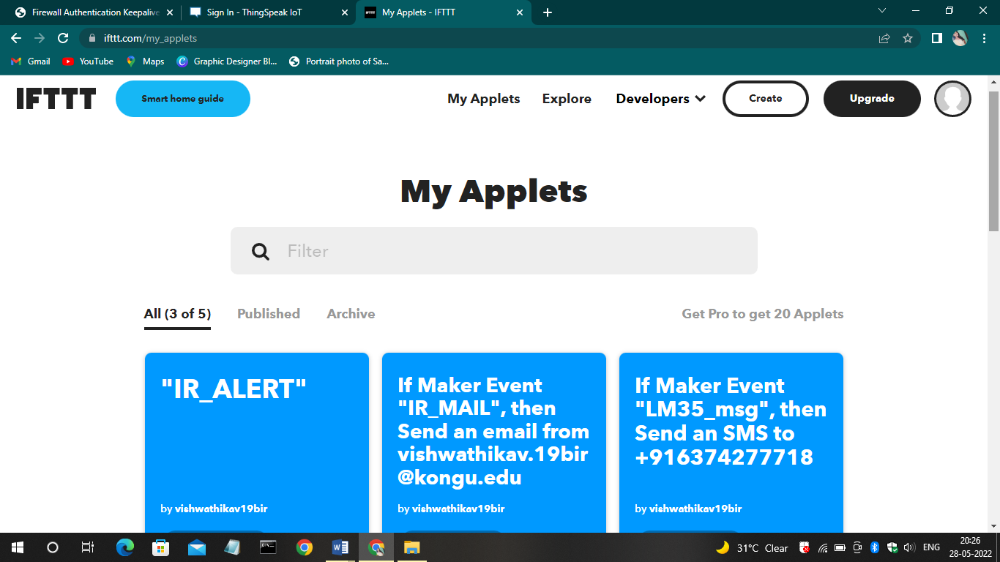 Firewall Authentication Keepalive
Sign In - ThingSpeak IoT
My Applets - IFTTT
ifttt.com/my_applets
Gmail
YouTube
Maps
Graphic Designer Bl...
Portrait photo of Sa...
IFTTT
Smart home guide
My Applets
Explore
Developers
Create
Upgrade
My Applets
Filter
All (3 of 5)
Published
Archive
Get Pro to get 20 Applets
"IR_ALERT"
by vishwathikav19bir
If Maker Event
"IR_MAIL", then
Send an email from
vishwathikav.19bir
@kongu.edu
by vishwathikav19bir
If Maker Event
"LM35_msg", then
Send an SMS to
+916374277718
by vishwathikav19bir
31°C Clear
ENG
20:26
28-05-2022